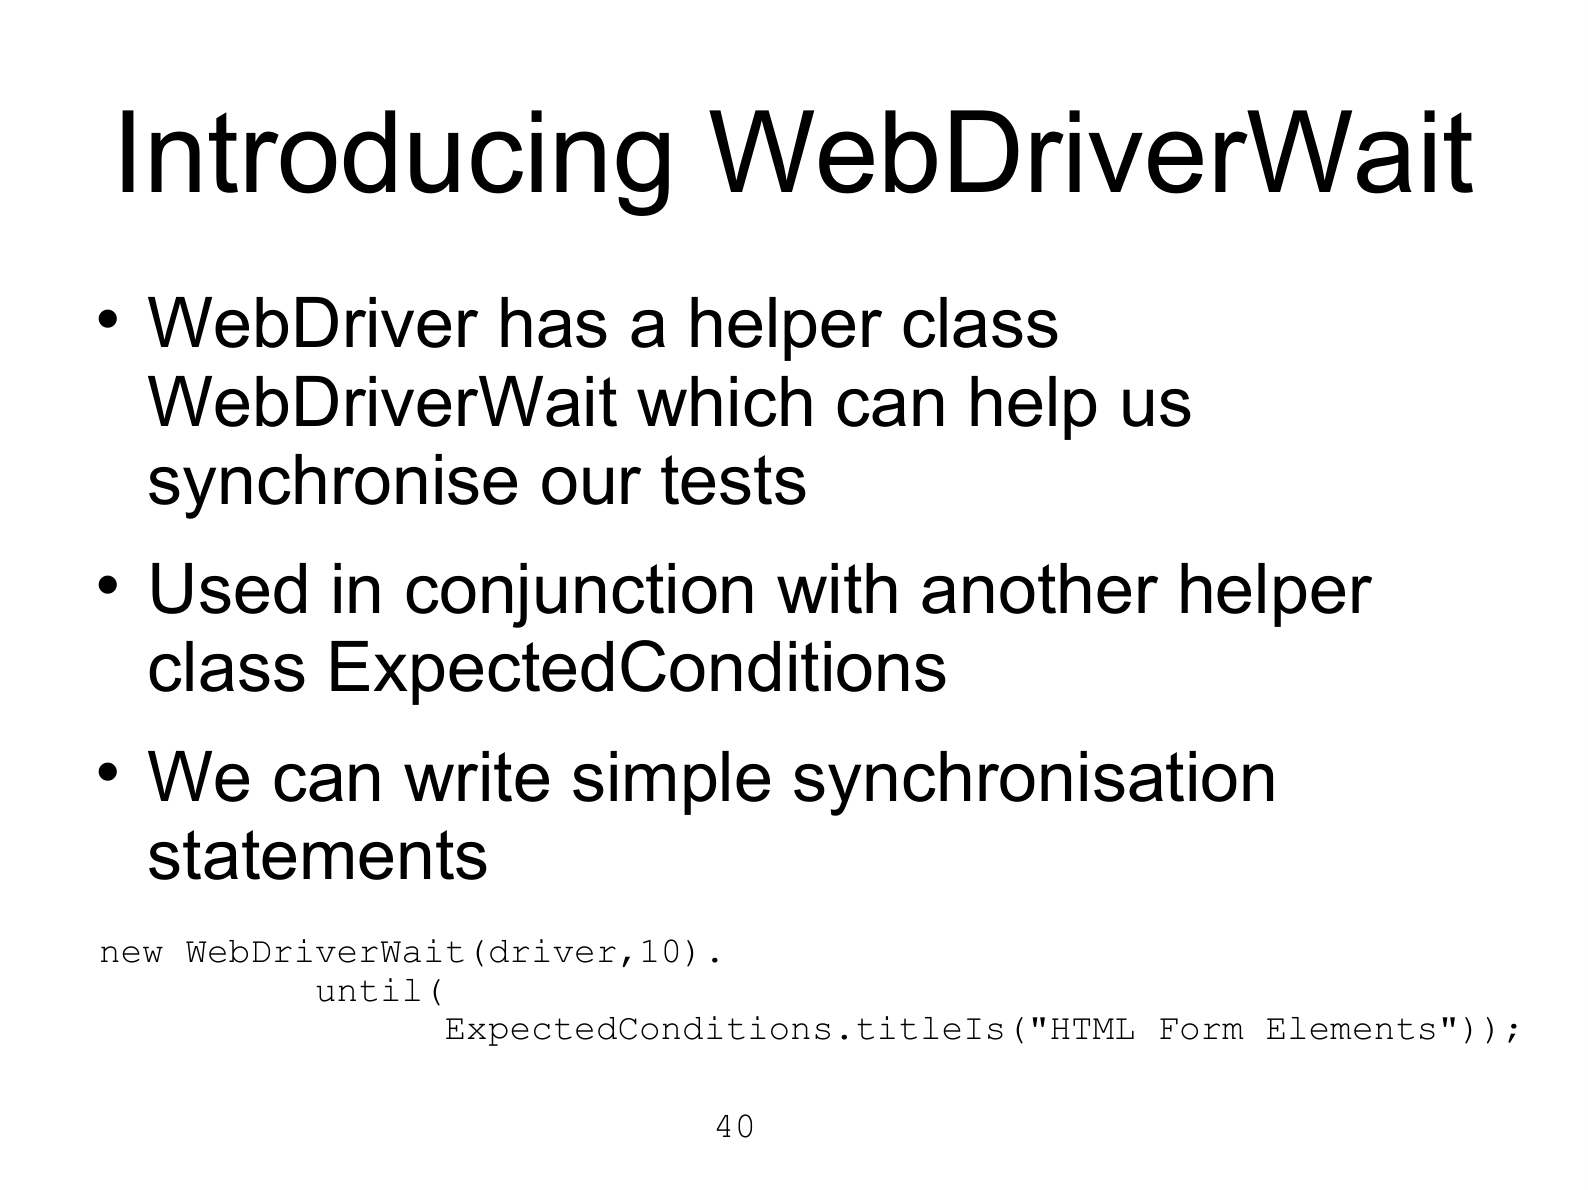 Introducing WebDriverWait
• WebDriver has a helper class
WebDriverWait which can help us
synchronise our tests
• Used in conjunction with another helper
class ExpectedConditions
• We can write simple synchronisation
statements
new WebDriverWait(driver,10).
until(
ExpectedConditions.titleIs("HTML Form Elements"));
40